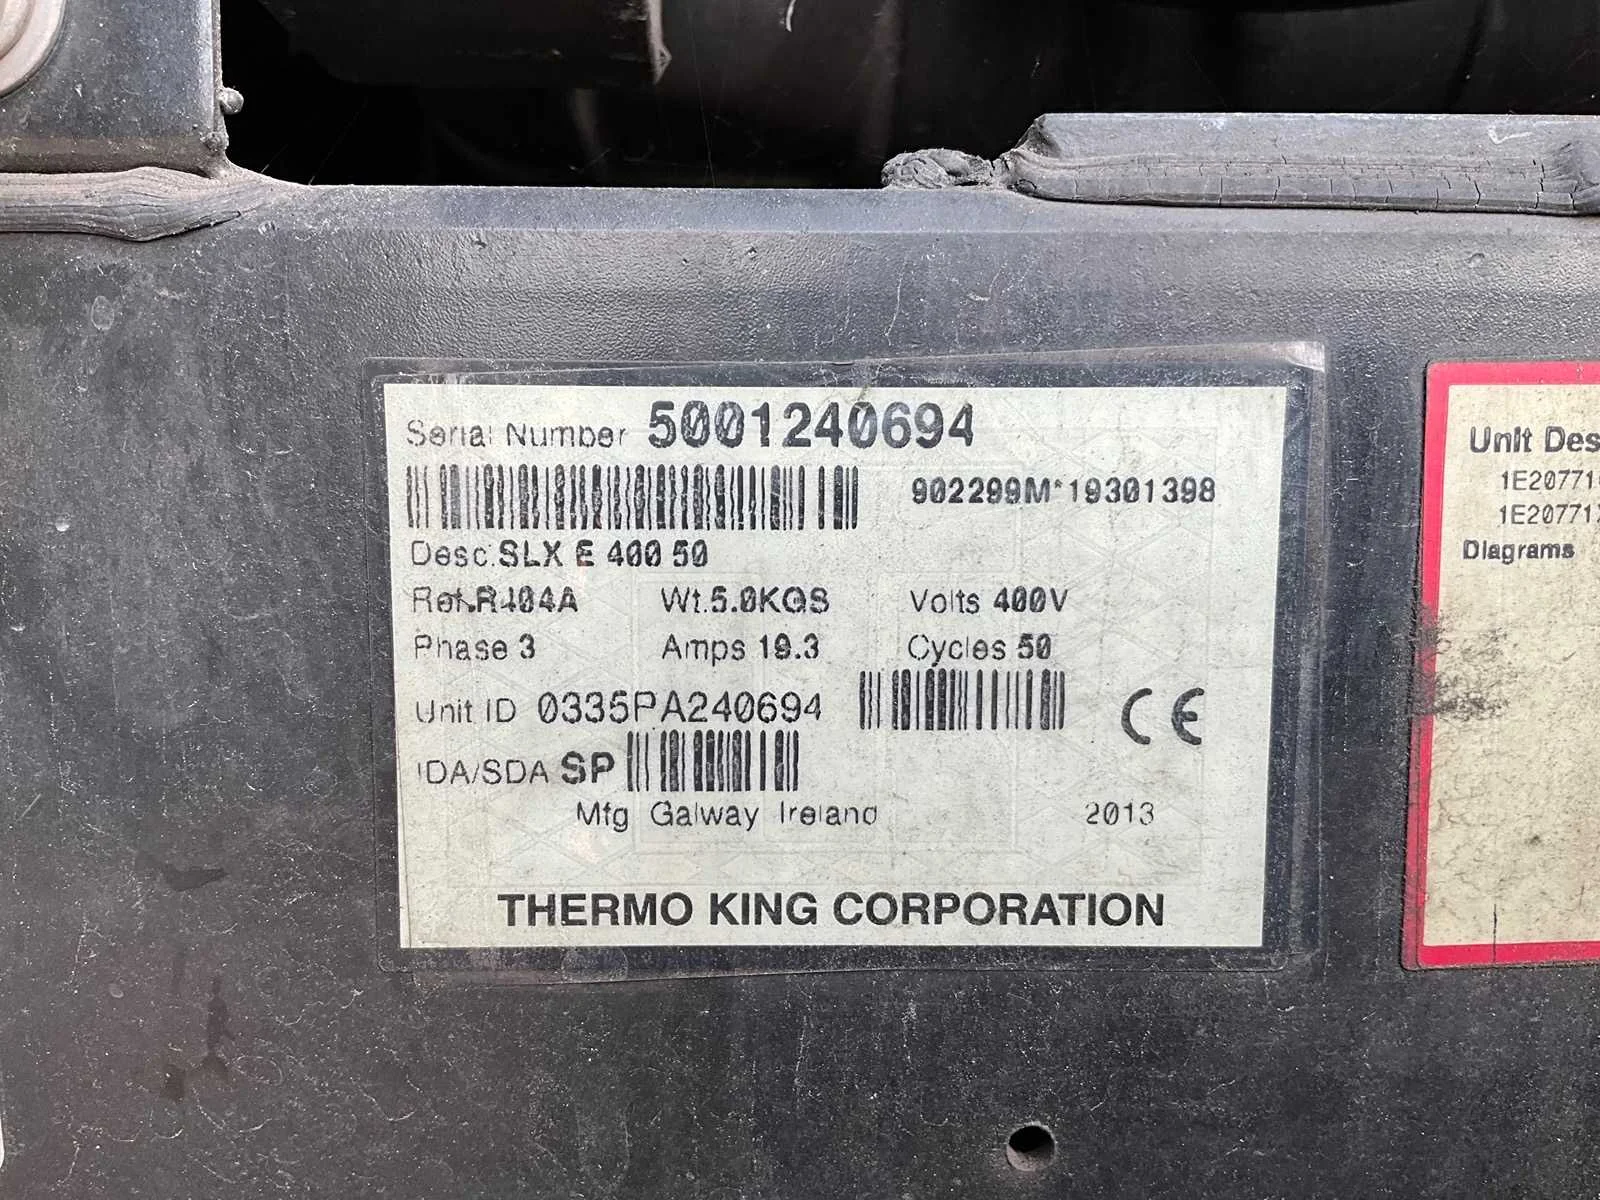 Serial Number 5001240694
902299M*19301398
Desc.SLX E 400 50
Ref.R404A Wt.5.0KGS Volts 400V
Phase 3 Amps 19.3 Cycles 50
Unit ID 0335PA240694
CE
IDA/SDA SP
Mfg Galway Ireland 2013
THERMO KING CORPORATION
Unit Des
1E20771
1E20771
Diagrams